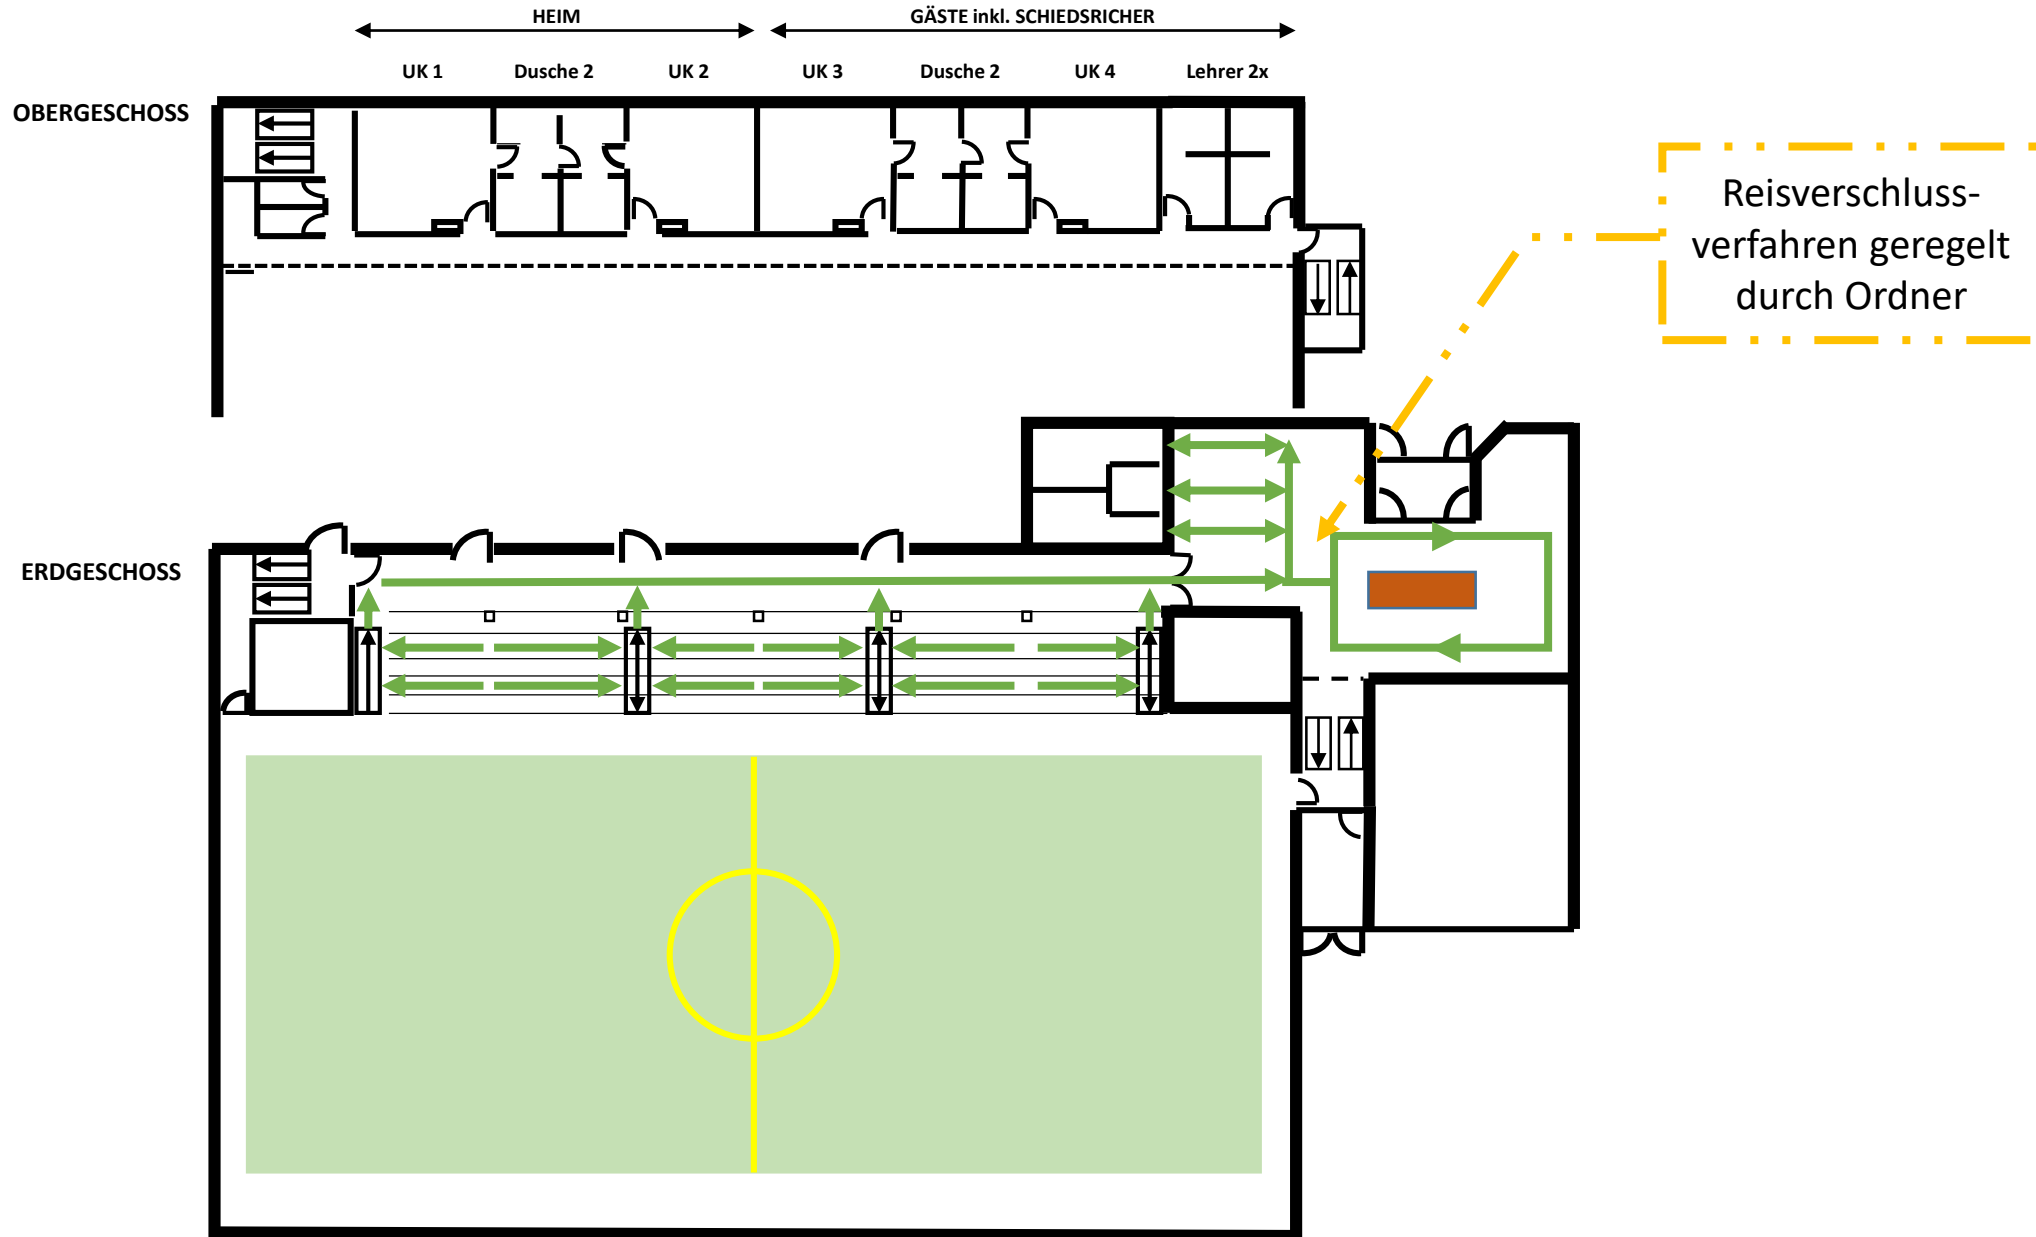 HEIM
GÄSTE inkl. SCHIEDSRICHER
UK 1
Dusche 2
UK 2
UK 3
Dusche 2
UK 4
Lehrer 2x
OBERGESCHOSS
Reisverschluss-
verfahren geregelt
durch Ordner
ERDGESCHOSS